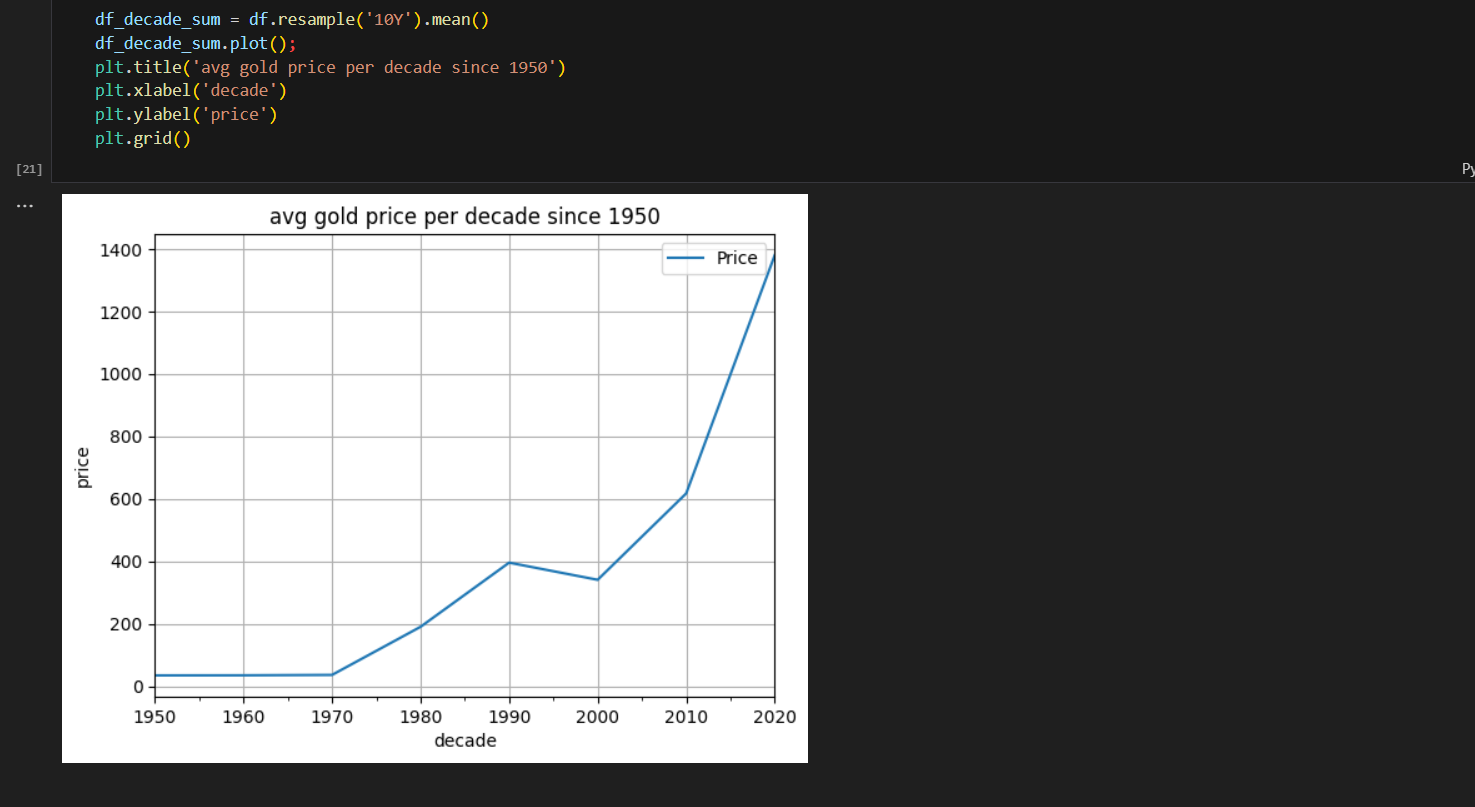 df_decade_sum = df.resample('10Y').mean()
df_decade_sum.plot();
plt.title('avg gold price per decade since 1950')
plt.xlabel('decade')
plt.ylabel('price')
plt.grid()
[21]
Py
...
avg gold price per decade since 1950
Price
1400
1200
1000
800
600
400
200
0
price
1950 1960 1970 1980 1990 2000 2010 2020
decade